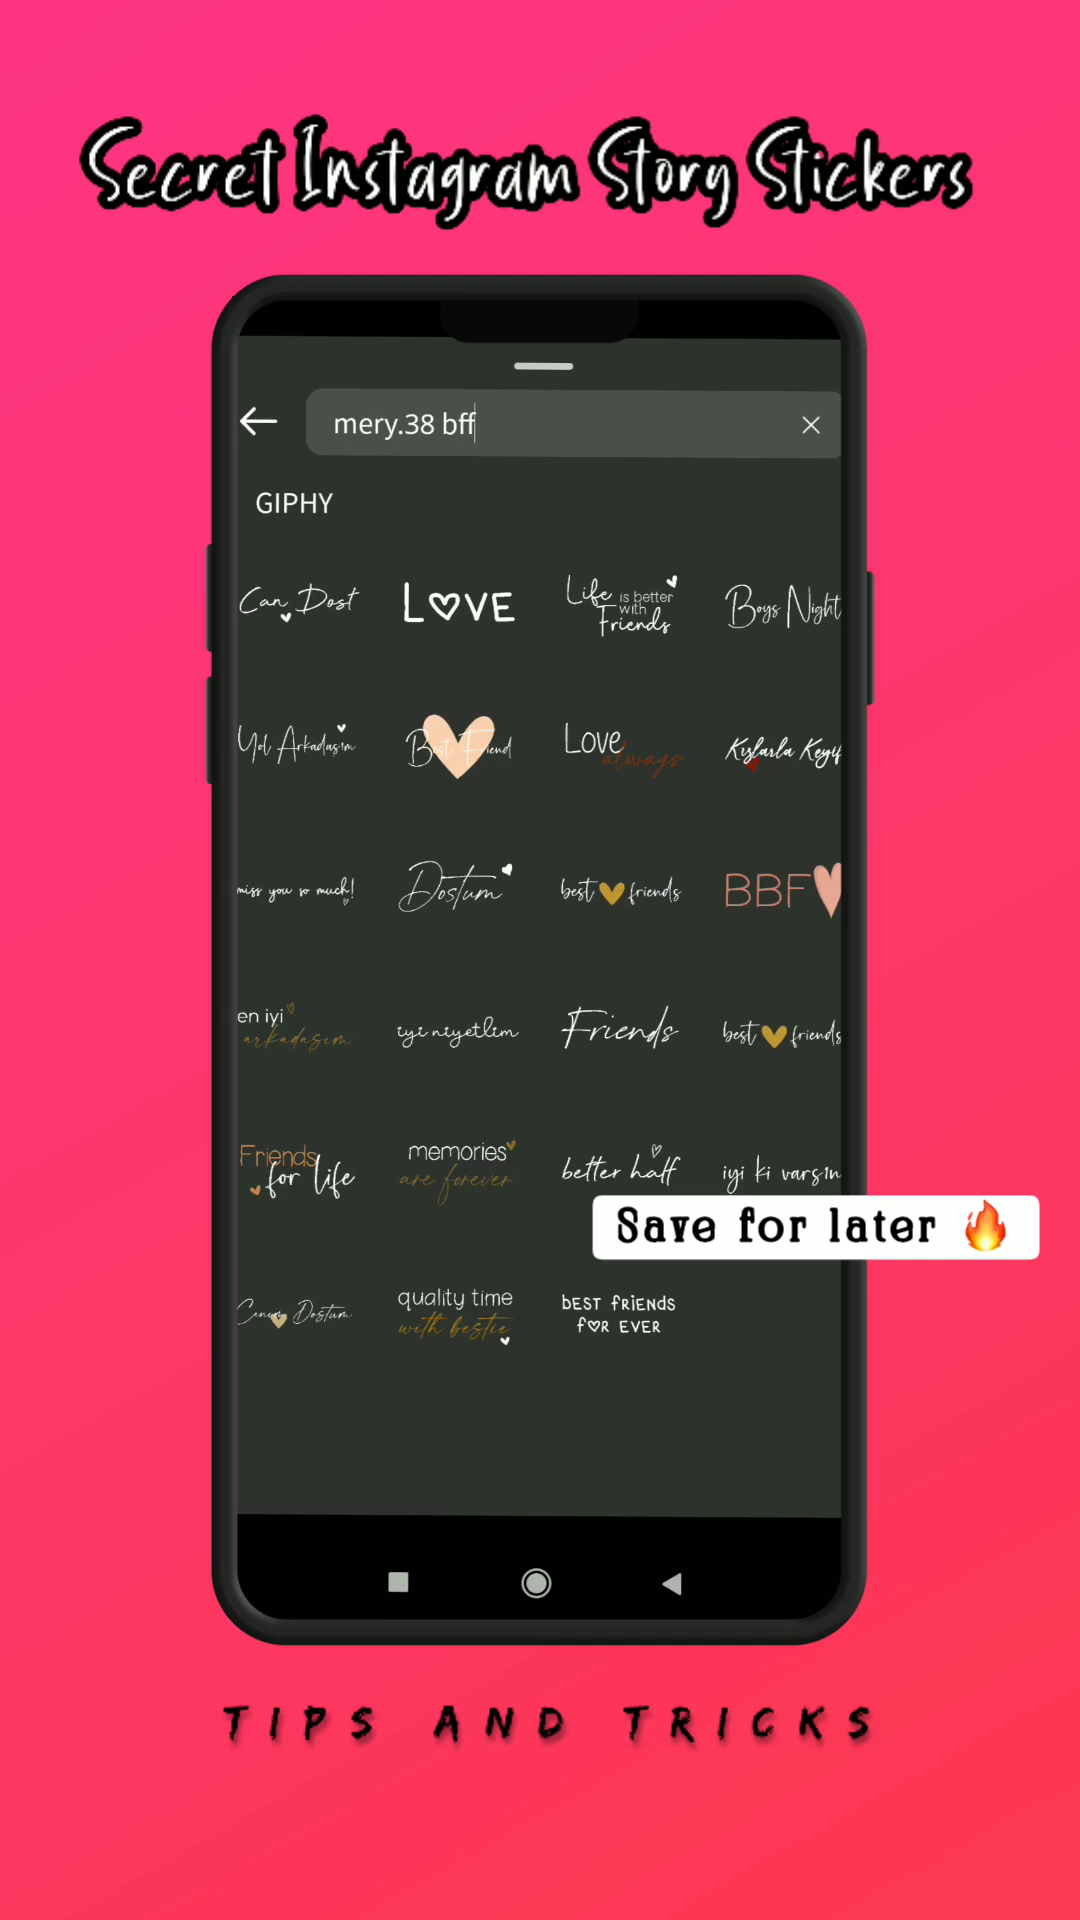 Secret Instagram Story Stickers
mery.38 bff
GIPHY
Can Dost
LOVE
Life is better with Friends
Boys Night
Yol Arkadaşım
Best Friend
Love always
Kızlarla Keyif
miss you so much!
Dostum
best friends
BBF
en iyi arkadaşım
iyi niyetlim
Friends
best friends
Friends for life
memories are forever
better half
iyi ki varsın
Save for later 🔥
Canım Dostum
quality time with bestie
bEST fRiENDS
fOR EVER
TIPS AND TRICKS